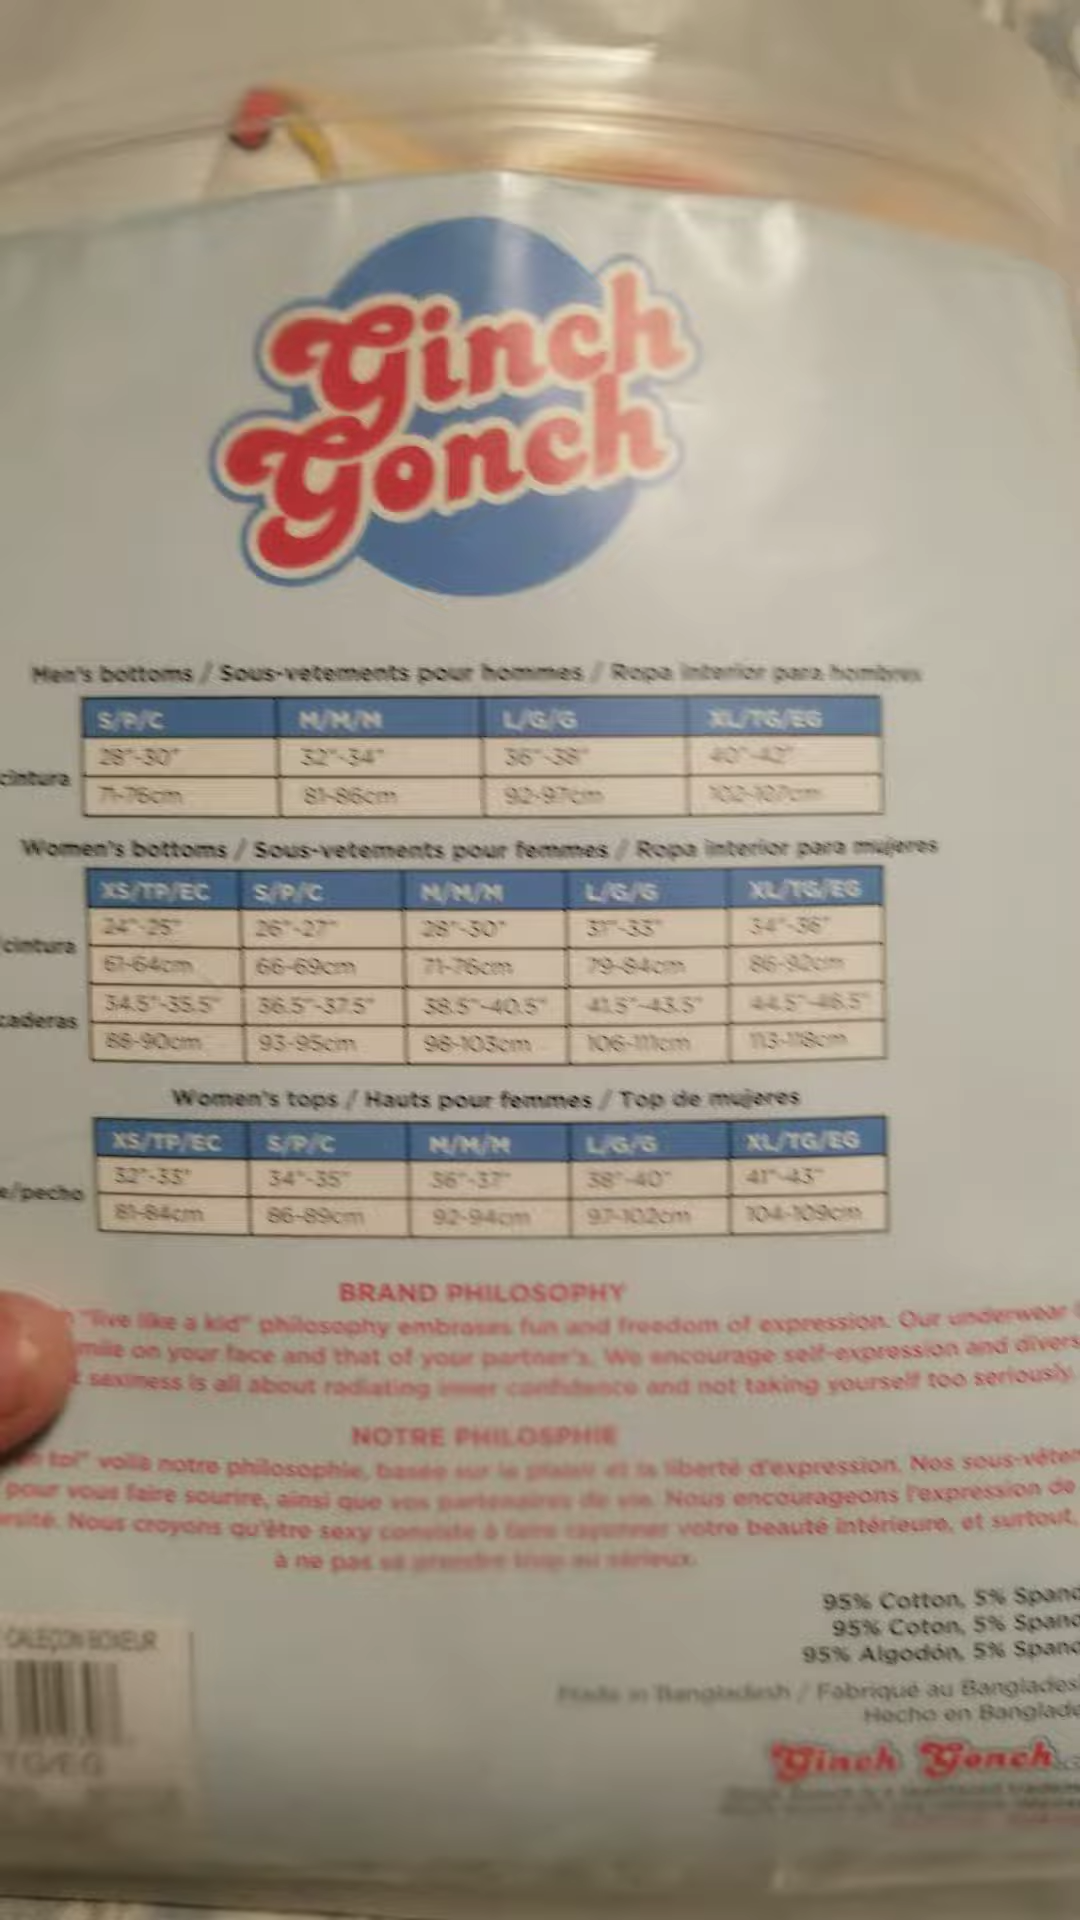 Ginch
Gonch
Men's bottoms / Sous-vetements pour hommes / Ropa interior para hombres
S/P/C M/M/M L/G/G XL/TG/EG
28"-30" 32"-34" 36"-38" 40"-42"
cintura
71-76cm 81-86cm 92-97cm 102-107cm
Women's bottoms / Sous-vetements pour femmes / Ropa interior para mujeres
XS/TP/EC S/P/C M/M/M L/G/G XL/TG/EG
24"-25" 26"-27" 28"-30" 31"-33" 34"-36"
cintura
61-64cm 66-69cm 71-76cm 79-84cm 86-92cm
34.5"-35.5" 36.5"-37.5" 38.5"-40.5" 41.5"-43.5" 44.5"-46.5"
caderas
88-90cm 93-95cm 98-103cm 106-111cm 113-118cm
Women's tops / Hauts pour femmes / Top de mujeres
XS/TP/EC S/P/C M/M/M L/G/G XL/TG/EG
32"-33" 34"-35" 36"-37" 38"-40" 41"-43"
e/pecho
81-84cm 86-89cm 92-94cm 97-102cm 104-109cm
BRAND PHILOSOPHY
"live like a kid" philosophy embraces fun and freedom of expression. Our underwear
mile on your face and that of your partner's. We encourage self-expression and divers
sexiness is all about radiating inner confidence and not taking yourself too seriously.
NOTRE PHILOSPHIE
toi" voilà notre philosophie, basée sur le plaisir et la liberté d'expression. Nos sous-vêtem
pour vous faire sourire, ainsi que vos partenaires de vie. Nous encourageons l'expression de
rsité. Nous croyons qu'être sexy consiste à faire rayonner votre beauté intérieure, et surtout,
à ne pas se prendre trop au sérieux.
95% Cotton, 5% Spand
95% Coton, 5% Spand
95% Algodón, 5% Spand
CALEÇON BOXEUR
Made in Bangladesh / Fabriqué au Banglades
Hecho en Banglade
TG/EG
Ginch Gonch